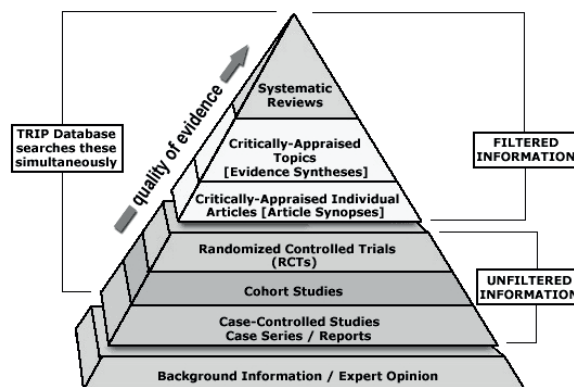 Systematic
Reviews
TRIP Database
searches these
simultaneously
quality of evidence
Critically-Appraised
Topics
[Evidence Syntheses]
FILTERED
INFORMATION
Critically-Appraised Individual
Articles [Article Synopses]
Randomized Controlled Trials
(RCTs)
Cohort Studies
UNFILTERED
INFORMATION
Case-Controlled Studies
Case Series / Reports
Background Information / Expert Opinion